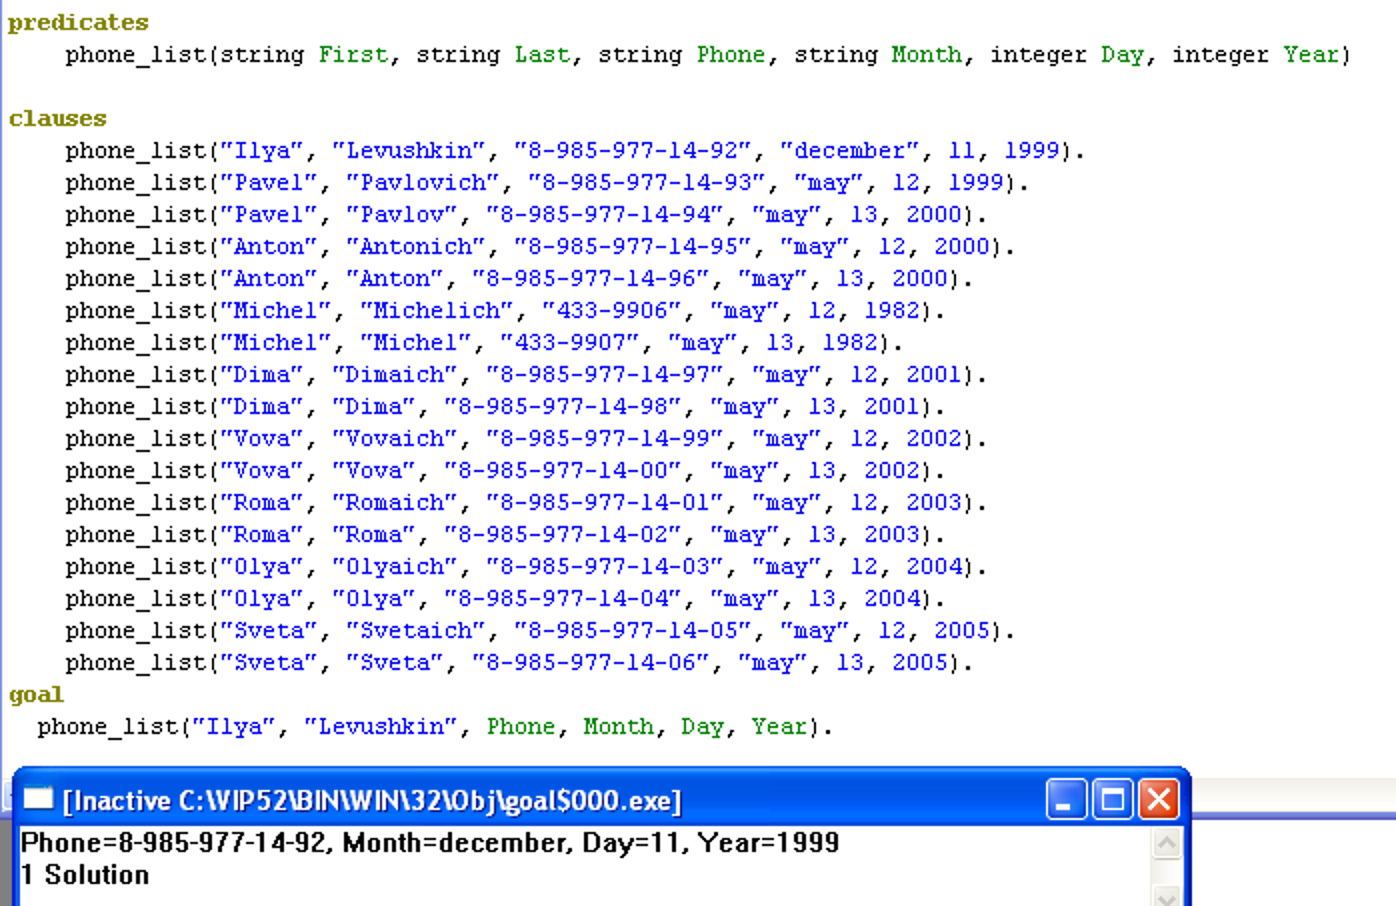 predicates
phone_list(string First, string Last, string Phone, string Month, integer Day, integer Year)
clauses
phone_list("Ilya", "Levushkin", "8-985-977-14-92", "december", 11, 1999).
phone_list("Pavel", "Pavlovich", "8-985-977-14-93", "may", 12, 1999).
phone_list("Pavel", "Pavlov", "8-985-977-14-94", "may", 13, 2000).
phone_list("Anton", "Antonich", "8-985-977-14-95", "may", 12, 2000).
phone_list("Anton", "Anton", "8-985-977-14-96", "may", 13, 2000).
phone_list("Michel", "Michelich", "433-9906", "may", 12, 1982).
phone_list("Michel", "Michel", "433-9907", "may", 13, 1982).
phone_list("Dima", "Dimaich", "8-985-977-14-97", "may", 12, 2001).
phone_list("Dima", "Dima", "8-985-977-14-98", "may", 13, 2001).
phone_list("Vova", "Vovaich", "8-985-977-14-99", "may", 12, 2002).
phone_list("Vova", "Vova", "8-985-977-14-00", "may", 13, 2002).
phone_list("Roma", "Romaich", "8-985-977-14-01", "may", 12, 2003).
phone_list("Roma", "Roma", "8-985-977-14-02", "may", 13, 2003).
phone_list("Olya", "Olyaich", "8-985-977-14-03", "may", 12, 2004).
phone_list("Olya", "Olya", "8-985-977-14-04", "may", 13, 2004).
phone_list("Sveta", "Svetaich", "8-985-977-14-05", "may", 12, 2005).
phone_list("Sveta", "Sveta", "8-985-977-14-06", "may", 13, 2005).
goal
phone_list("Ilya", "Levushkin", Phone, Month, Day, Year).
[Inactive C:\VIP52\BIN\WIN\32\Obj\goal$000.exe]
Phone=8-985-977-14-92, Month=december, Day=11, Year=1999
1 Solution